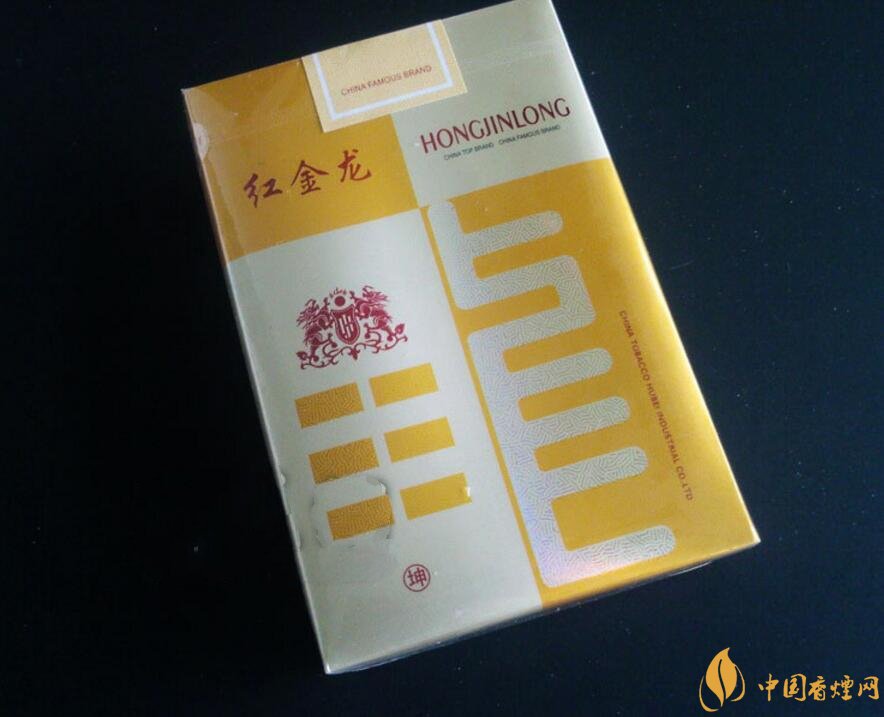 CHINA FAMOUS BRAND
HONGJINLONG
CHINA TOP BRAND CHINA FAMOUS BRAND
红金龙
CHINA TOBACCO HUBEI INDUSTRIAL CO.,LTD
坤
中国香煙网